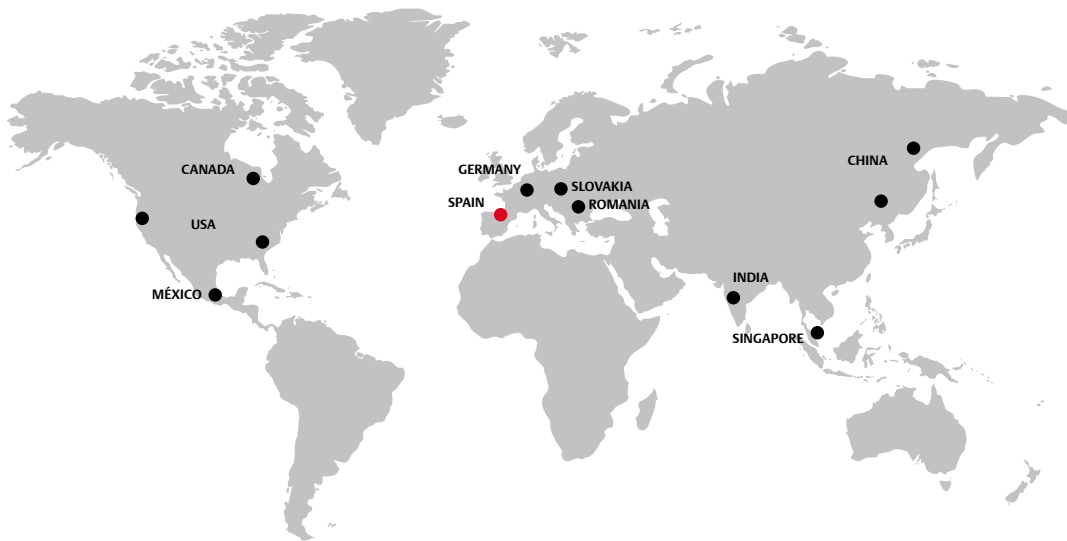 CANADA
USA
MÉXICO
GERMANY
SLOVAKIA
SPAIN
ROMANIA
CHINA
INDIA
SINGAPORE